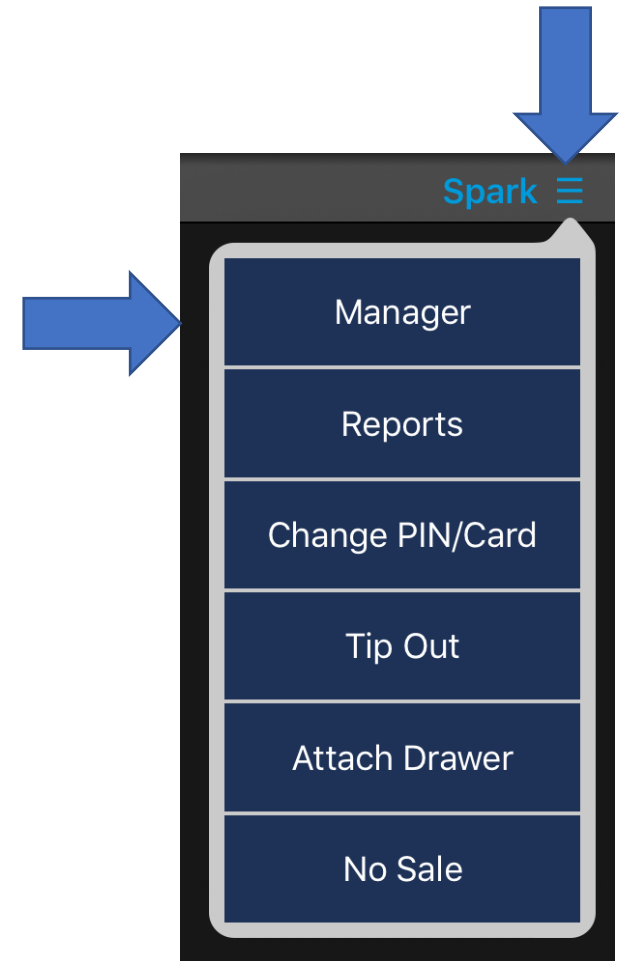 Spark
Manager
Reports
Change PIN/Card
Tip Out
Attach Drawer
No Sale